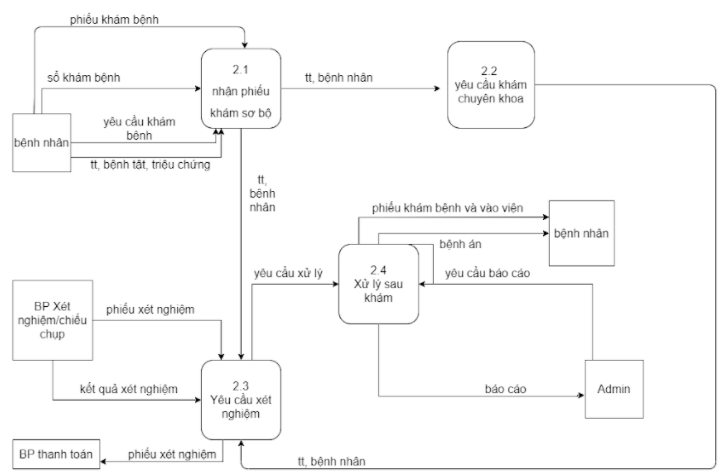 phiếu khám bệnh
sổ khám bệnh
bệnh nhân
yêu cầu khám
bệnh
tt, bệnh tât, triệu chứng
2.1
nhận phiếu
khám sơ bộ
tt, bệnh nhân
2.2
yêu cầu khám
chuyên khoa
tt,
bệnh
nhân
phiếu khám bệnh và vào viện
bệnh án
bệnh nhân
2.4
Xử lý sau
khám
yêu cầu xử lý
yêu cầu báo cáo
báo cáo
Admin
BP Xét
nghiệm/chiếu
chụp
phiếu xét nghiệm
kết quả xét nghiệm
2.3
Yêu cầu xét
nghiệm
BP thanh toán
phiếu xét nghiệm
tt, bệnh nhân